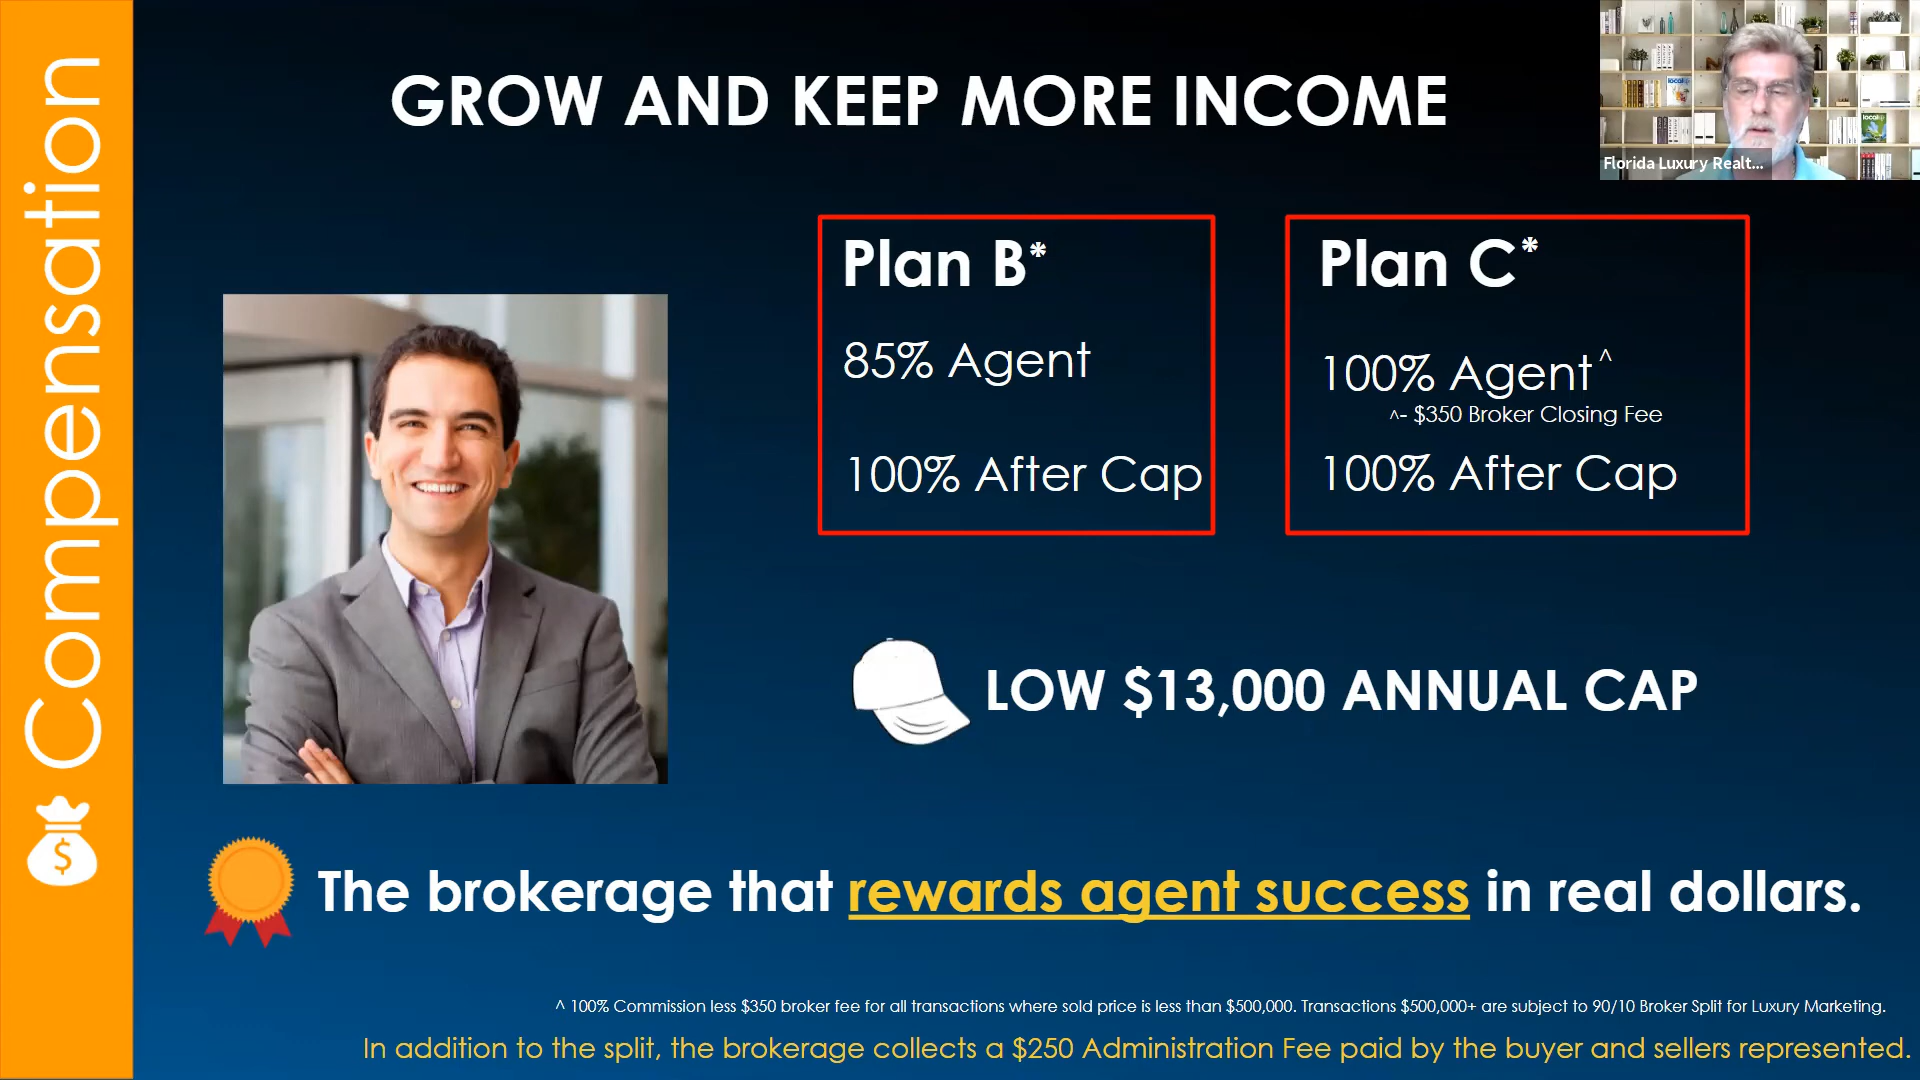 Compensation
$
GROW AND KEEP MORE INCOME
Florida Luxury Realt...
local
local
Plan B*
85% Agent
100% After Cap
Plan C*
100% Agent^
^- $350 Broker Closing Fee
100% After Cap
LOW $13,000 ANNUAL CAP
The brokerage that rewards agent success in real dollars.
^ 100% Commission less $350 broker fee for all transactions where sold price is less than $500,000. Transactions $500,000+ are subject to 90/10 Broker Split for Luxury Marketing.
In addition to the split, the brokerage collects a $250 Administration Fee paid by the buyer and sellers represented.